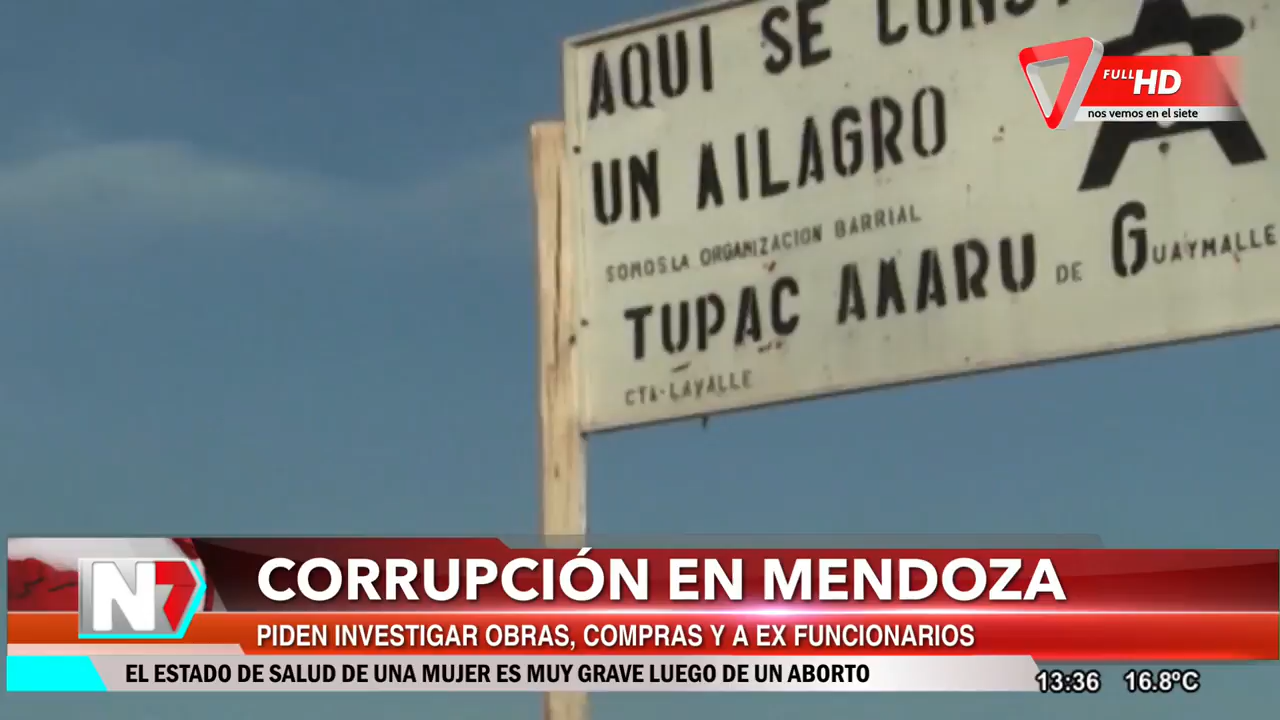 AQUI SE CONST
UN AILAGRO
SOMOS LA ORGANIZACION BARRIAL
TUPAC AMARU DE GUAYMALLE
CTA-LAVALLE
FULL HD
nos vemos en el siete
N7
CORRUPCIÓN EN MENDOZA
PIDEN INVESTIGAR OBRAS, COMPRAS Y A EX FUNCIONARIOS
EL ESTADO DE SALUD DE UNA MUJER ES MUY GRAVE LUEGO DE UN ABORTO
13:36 16.8ºC